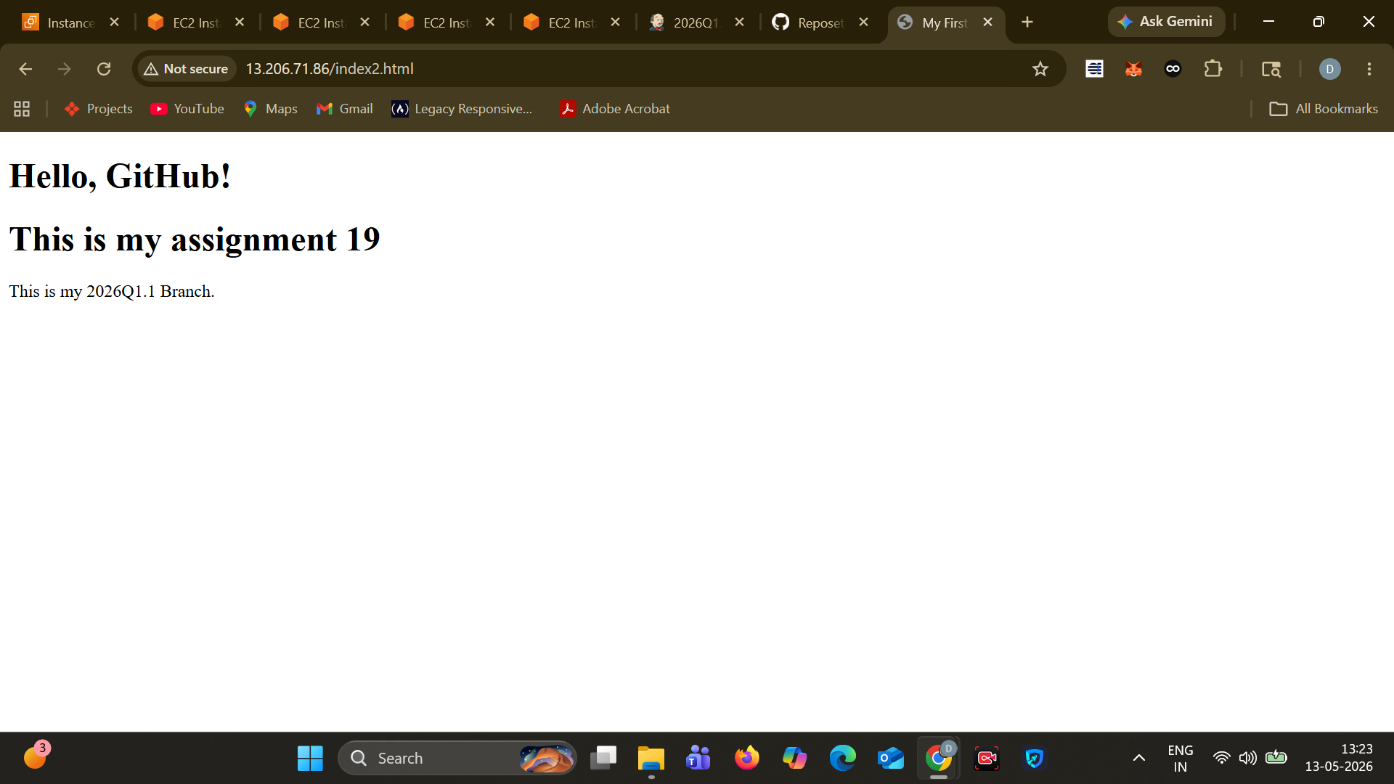 Instance
EC2 Inst
EC2 Inst
EC2 Inst
EC2 Inst
2026Q1
Reposet
My First
Ask Gemini
Not secure
13.206.71.86/index2.html
D
Projects
YouTube
Maps
Gmail
Legacy Responsive...
Adobe Acrobat
All Bookmarks
Hello, GitHub!
This is my assignment 19
This is my 2026Q1.1 Branch.
3
Search
D
ENG
IN
13:23
13-05-2026